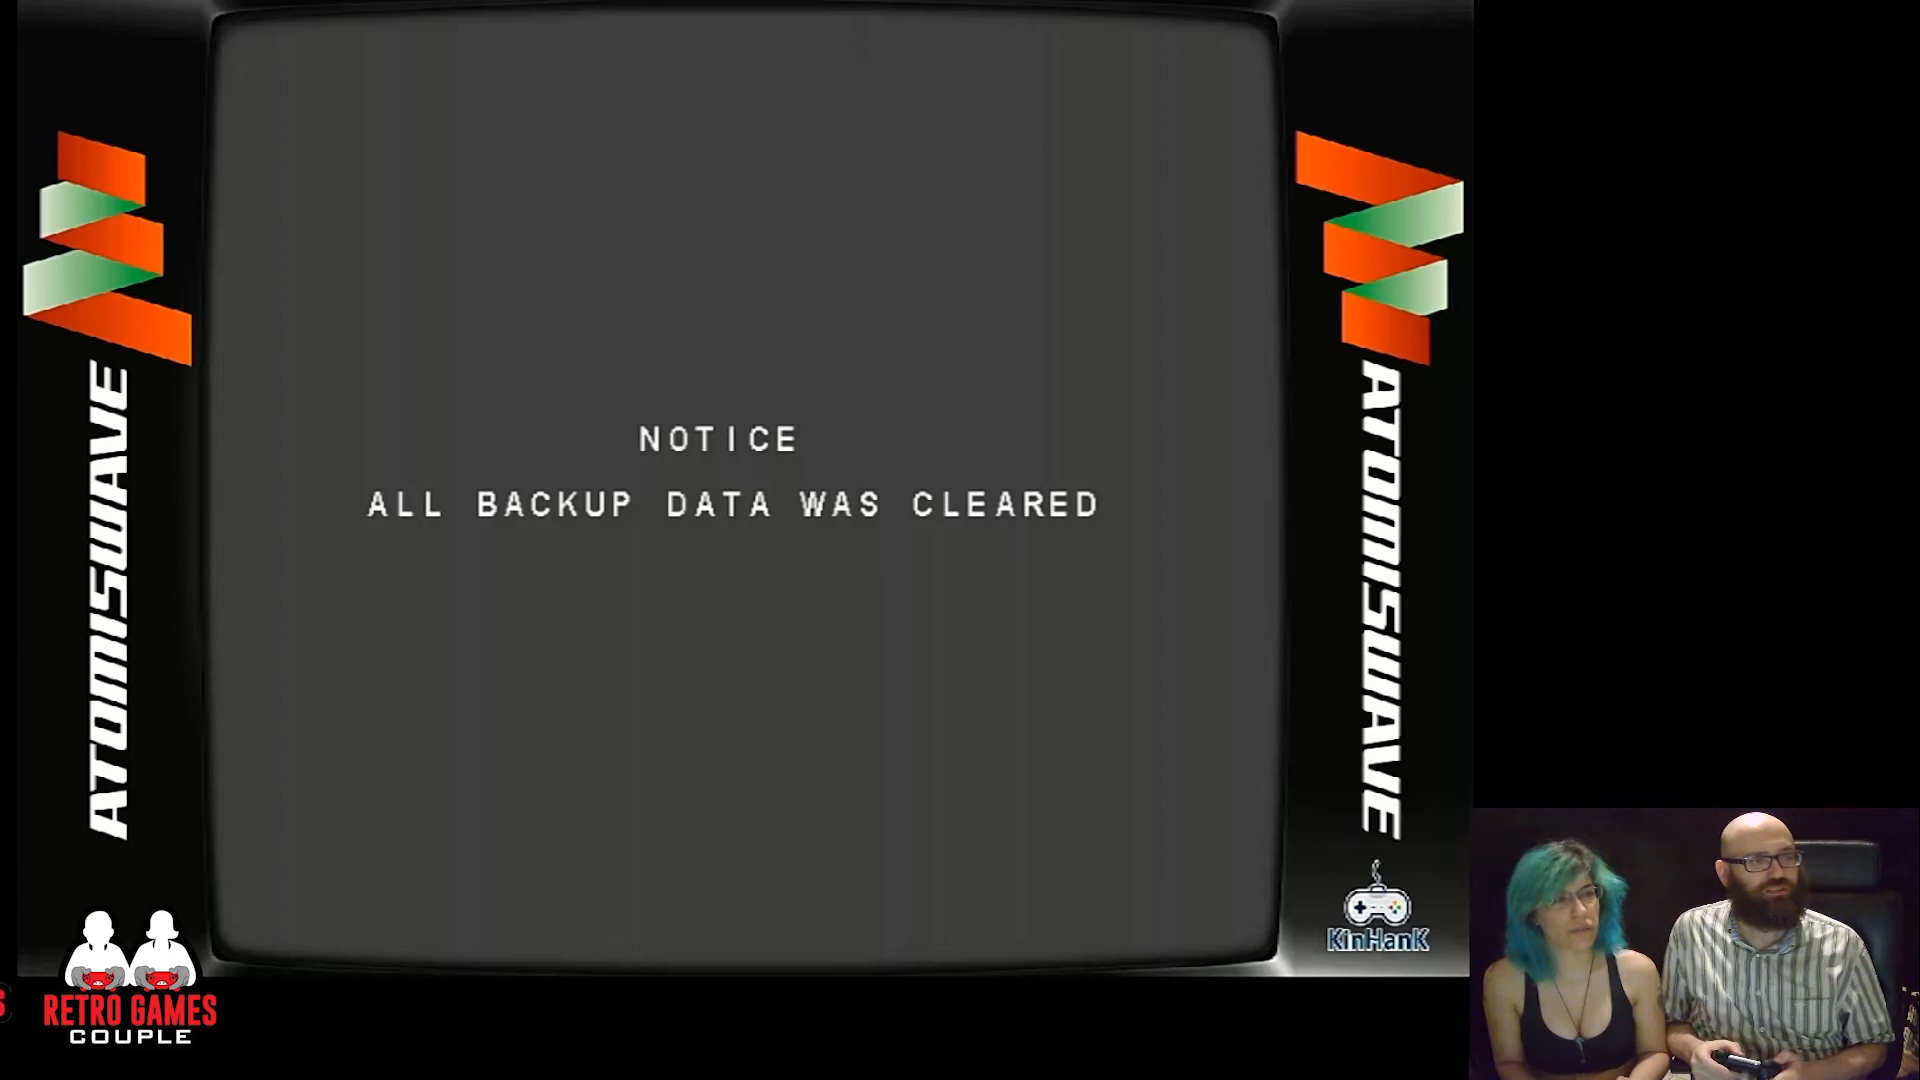 NOTICE
ALL BACKUP DATA WAS CLEARED
ATOMISWAVE
ATOMISWAVE
KinHanK
RETRO GAMES
COUPLE
S